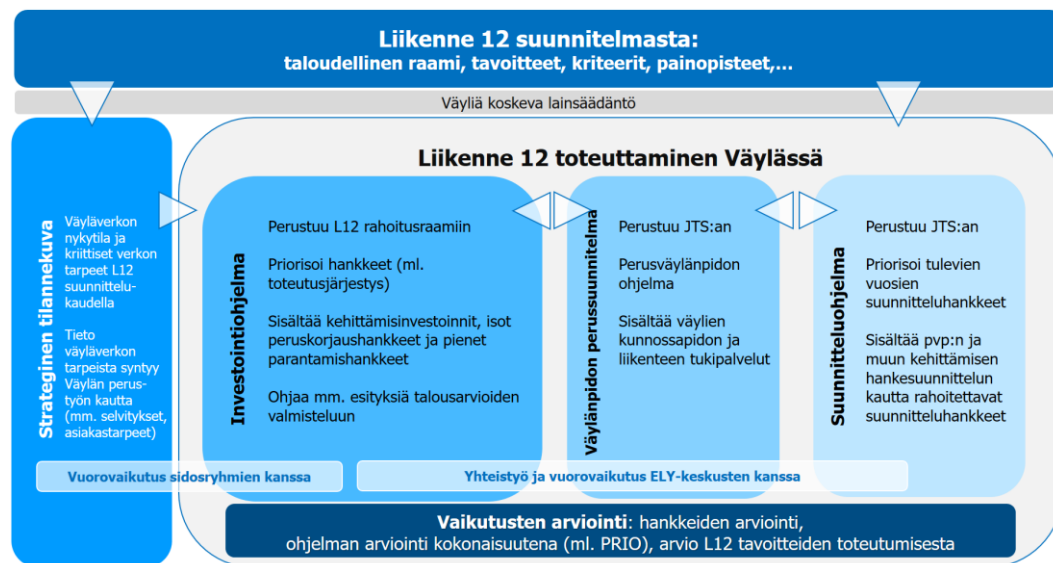 Liikenne 12 suunnitelmasta:
taloudellinen raami, tavoitteet, kriteerit, painopisteet,...
Väyliä koskeva lainsäädäntö
Strateginen tilannekuva
Väyläverkon
nykytila ja
kriittiset verkon
tarpeet L12
suunnittelu-
kaudella
Tieto
väyläverkon
tarpeista syntyy
Väylän perus-
työn kautta
(mm. selvitykset,
asiakastarpeet)
Liikenne 12 toteuttaminen Väylässä
Investointiohjelma
Perustuu L12 rahoitusraamiin
Priorisoi hankkeet (ml.
toteutusjärjestys)
Sisältää kehittämisinvestoinnit, isot
peruskorjaushankkeet ja pienet
parantamishankkeet
Ohjaa mm. esityksiä talousarvioiden
valmisteluun
Väylänpidon perussuunnitelma
Perustuu JTS:an
Perusväylänpidon
ohjelma
Sisältää väylien
kunnossapidon ja
liikenteen tukipalvelut
Suunnitteluohjelma
Perustuu JTS:an
Priorisoi tulevien
vuosien
suunnitteluhankkeet
Sisältää pvp:n ja
muun kehittämisen
hankesuunnittelun
kautta rahoitettavat
suunnitteluhankkeet
Vuorovaikutus sidosryhmien kanssa
Yhteistyö ja vuorovaikutus ELY-keskusten kanssa
Vaikutusten arviointi: hankkeiden arviointi,
ohjelman arviointi kokonaisuutena (ml. PRIO), arvio L12 tavoitteiden toteutumisesta